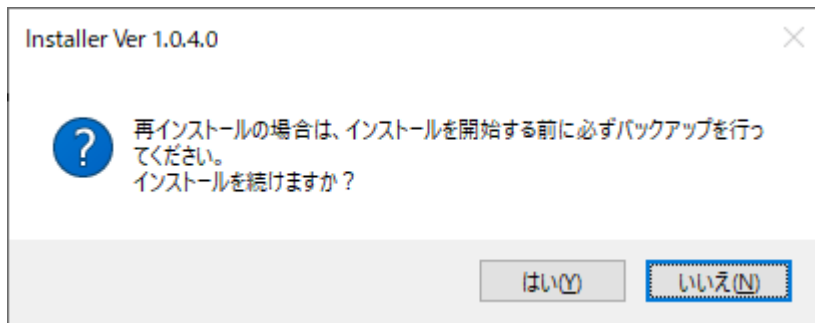 Installer Ver 1.0.4.0
再インストールの場合は、インストールを開始する前に必ずバックアップを行っ
てください。
インストールを続けますか？
はい(Y)
いいえ(N)